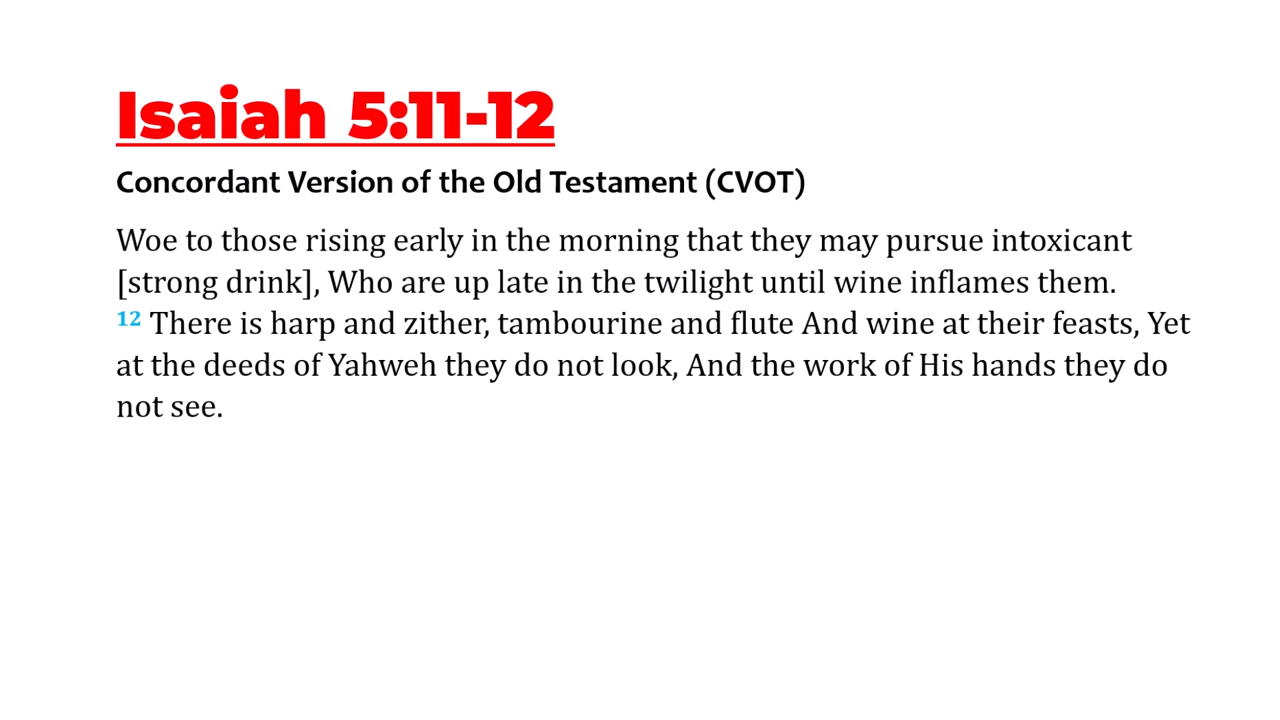 Isaiah 5:11-12
Concordant Version of the Old Testament (CVOT)
Woe to those rising early in the morning that they may pursue intoxicant
[strong drink], Who are up late in the twilight until wine inflames them.
12 There is harp and zither, tambourine and flute And wine at their feasts, Yet
at the deeds of Yahweh they do not look, And the work of His hands they do
not see.